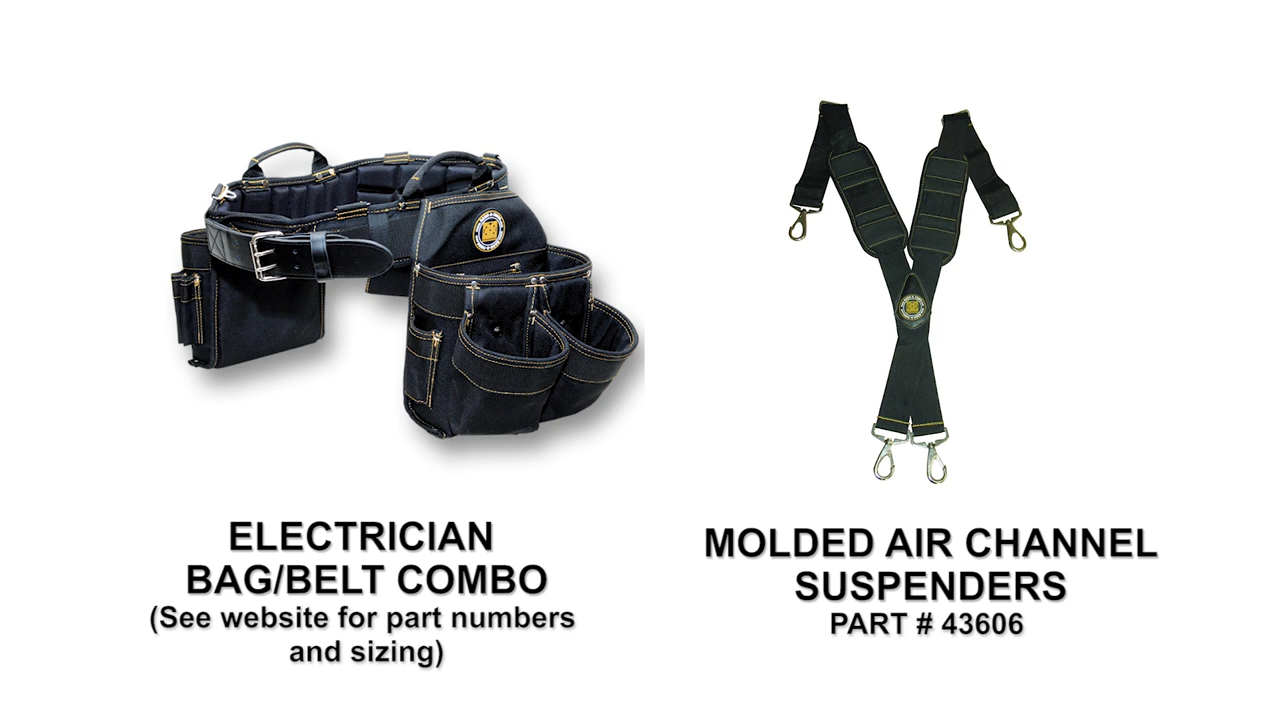 ELECTRICIAN
BAG/BELT COMBO
(See website for part numbers
and sizing)
MOLDED AIR CHANNEL
SUSPENDERS
PART # 43606